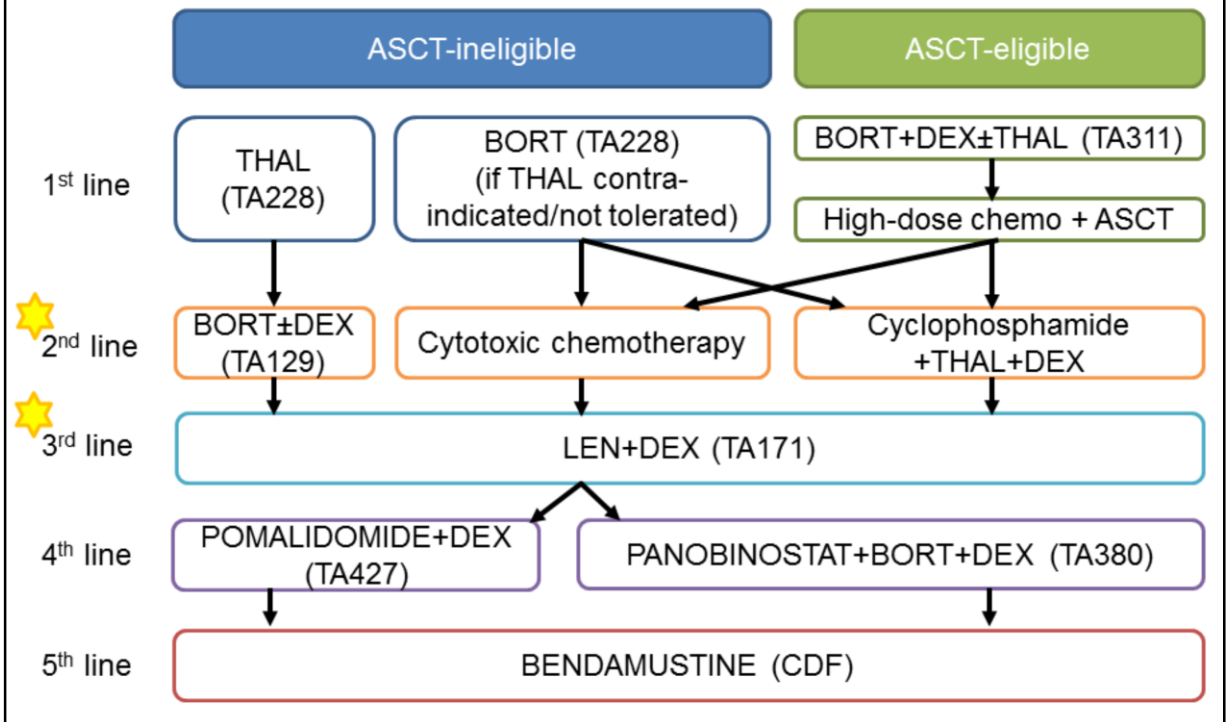 ASCT-ineligible
ASCT-eligible
1st line
THAL
(TA228)
BORT (TA228)
(if THAL contra-
indicated/not tolerated)
BORT+DEX±THAL (TA311)
High-dose chemo + ASCT
2nd line
BORT±DEX
(TA129)
Cytotoxic chemotherapy
Cyclophosphamide
+THAL+DEX
3rd line
LEN+DEX (TA171)
4th line
POMALIDOMIDE+DEX
(TA427)
PANOBINOSTAT+BORT+DEX (TA380)
5th line
BENDAMUSTINE (CDF)